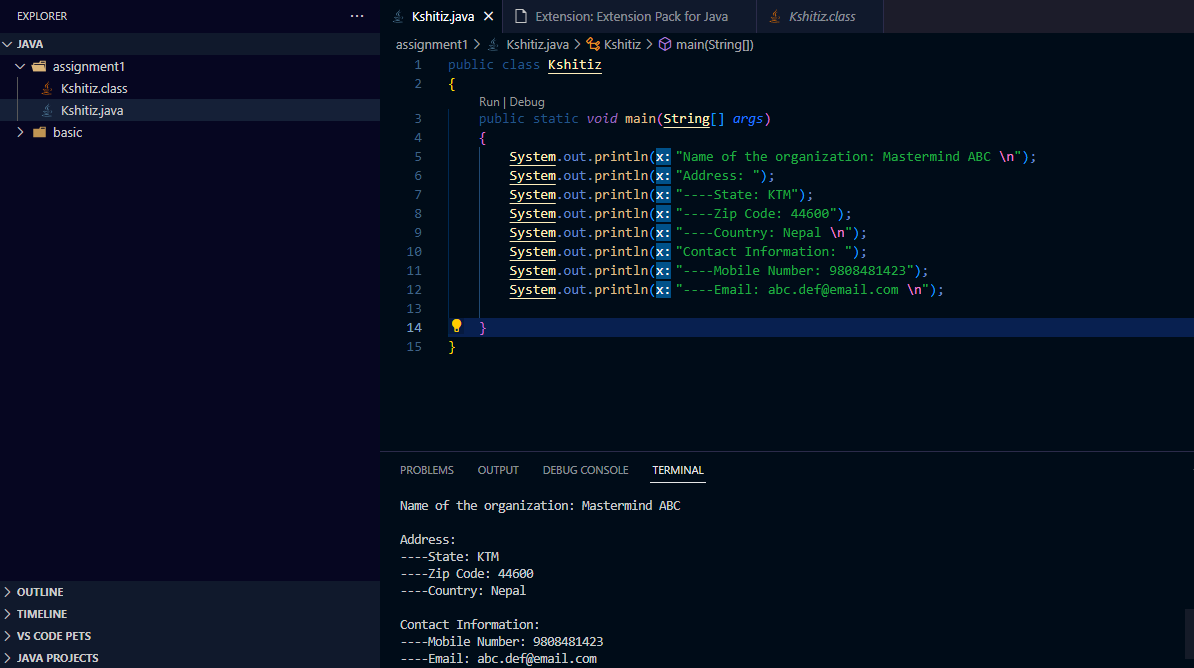 EXPLORER ···
JAVA
assignment1
Kshitiz.class
Kshitiz.java
basic
OUTLINE
TIMELINE
VS CODE PETS
JAVA PROJECTS
Kshitiz.java Extension: Extension Pack for Java Kshitiz.class
assignment1 > Kshitiz.java > Kshitiz > main(String[])
1 public class Kshitiz
2 {
Run | Debug
3 public static void main(String[] args)
4 {
5 System.out.println(x: "Name of the organization: Mastermind ABC \n");
6 System.out.println(x: "Address: ");
7 System.out.println(x: "----State: KTM");
8 System.out.println(x: "----Zip Code: 44600");
9 System.out.println(x: "----Country: Nepal \n");
10 System.out.println(x: "Contact Information: ");
11 System.out.println(x: "----Mobile Number: 9808481423");
12 System.out.println(x: "----Email: abc.def@email.com \n");
13
14 }
15 }
PROBLEMS OUTPUT DEBUG CONSOLE TERMINAL
Name of the organization: Mastermind ABC
Address:
----State: KTM
----Zip Code: 44600
----Country: Nepal
Contact Information:
----Mobile Number: 9808481423
----Email: abc.def@email.com